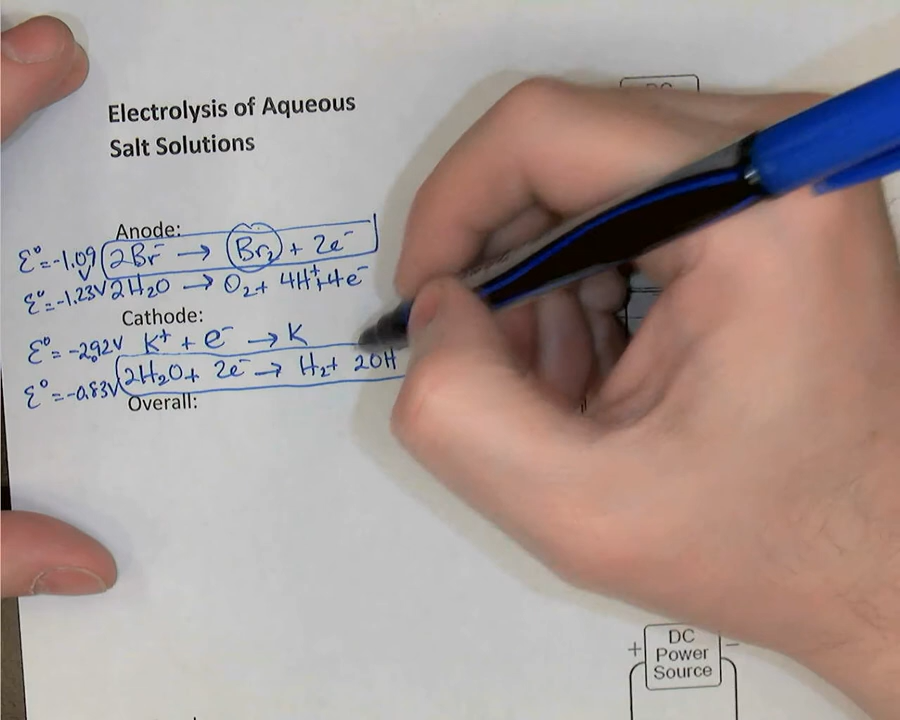 Electrolysis of Aqueous
Salt Solutions
Anode:
ℰ° = -1.09 V 2Br⁻ → Br₂ + 2e⁻
ℰ° = -1.23V 2H₂O → O₂ + 4H⁺ + 4e⁻
Cathode:
ℰ° = -2.92V K⁺ + e⁻ → K
ℰ° = -0.83V 2H₂O + 2e⁻ → H₂ + 2OH
Overall:
+ DC –
Power
Source